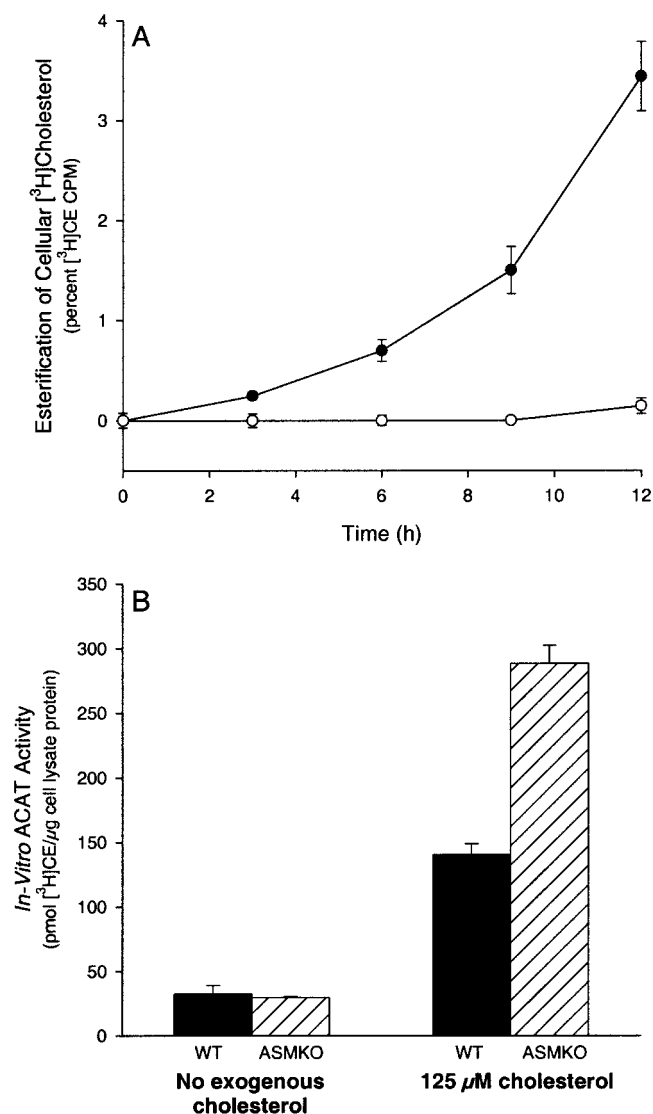 A
Esterification of Cellular [³H]Cholesterol
(percent [³H]CE CPM)
4
3
2
1
0
0 2 4 6 8 10 12
Time (h)
B
In-Vitro ACAT Activity
(pmol [³H]CE/µg cell lysate protein)
350
300
250
200
150
100
50
0
WT ASMKO WT ASMKO
No exogenous 125 µM cholesterol
cholesterol